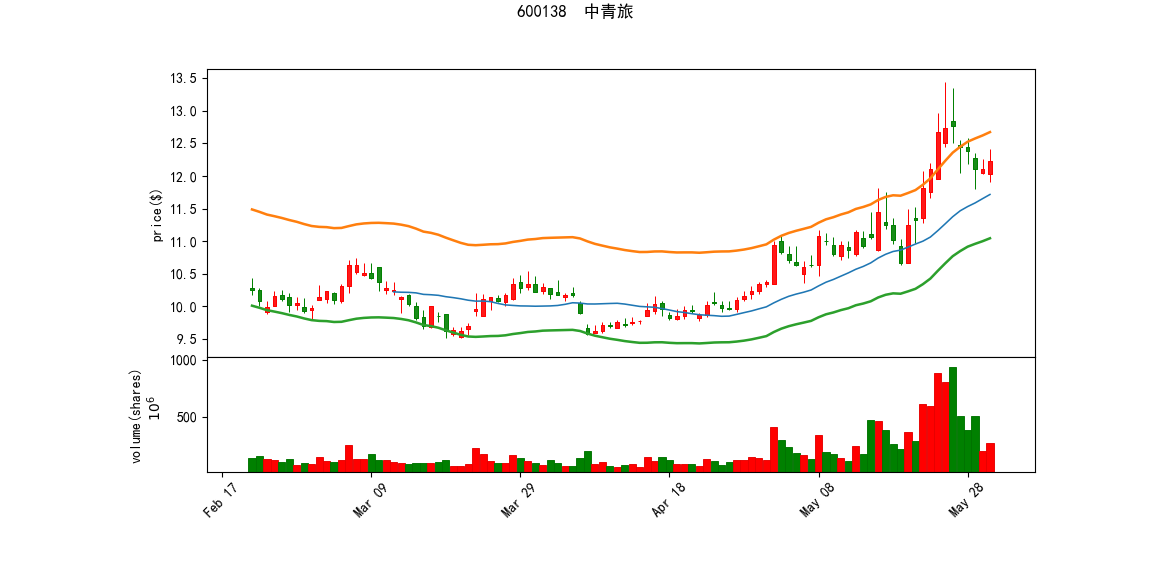 600138 中青旅
13.5
13.0
12.5
12.0
11.5
11.0
10.5
10.0
9.5
price($)
1000
500
volume(shares)
10^6
Feb 17
Mar 09
Mar 29
Apr 18
May 08
May 28